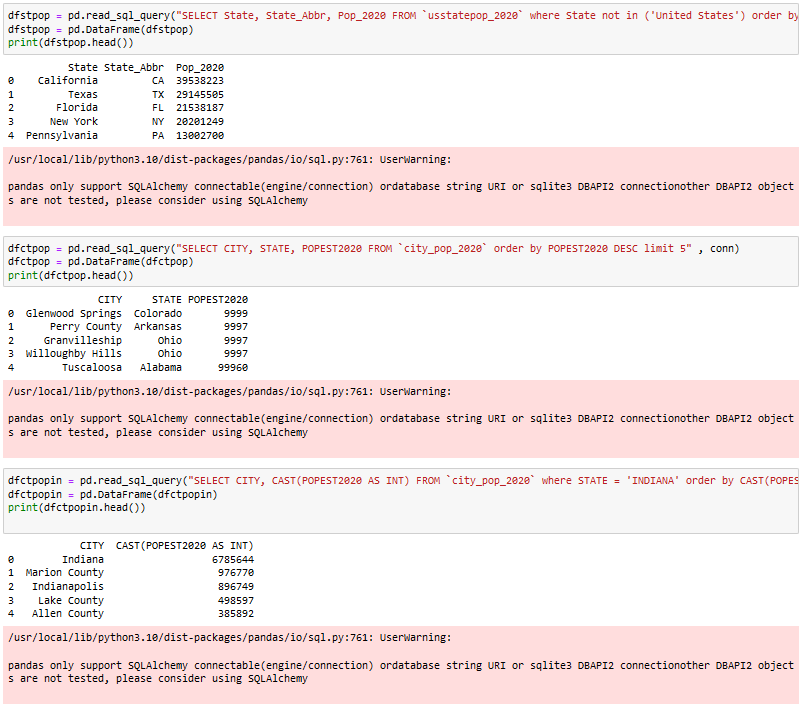 dfstpop = pd.read_sql_query("SELECT State, State_Abbr, Pop_2020 FROM `usstatepop_2020` where State not in ('United States') order by
dfstpop = pd.DataFrame(dfstpop)
print(dfstpop.head())
State State_Abbr Pop_2020
0 California CA 39538223
1 Texas TX 29145505
2 Florida FL 21538187
3 New York NY 20201249
4 Pennsylvania PA 13002700
/usr/local/lib/python3.10/dist-packages/pandas/io/sql.py:761: UserWarning:
pandas only support SQLAlchemy connectable(engine/connection) ordatabase string URI or sqlite3 DBAPI2 connectionother DBAPI2 object
s are not tested, please consider using SQLAlchemy
dfctpop = pd.read_sql_query("SELECT CITY, STATE, POPEST2020 FROM `city_pop_2020` order by POPEST2020 DESC limit 5" , conn)
dfctpop = pd.DataFrame(dfctpop)
print(dfctpop.head())
CITY STATE POPEST2020
0 Glenwood Springs Colorado 9999
1 Perry County Arkansas 9997
2 Granvilleship Ohio 9997
3 Willoughby Hills Ohio 9997
4 Tuscaloosa Alabama 99960
/usr/local/lib/python3.10/dist-packages/pandas/io/sql.py:761: UserWarning:
pandas only support SQLAlchemy connectable(engine/connection) ordatabase string URI or sqlite3 DBAPI2 connectionother DBAPI2 object
s are not tested, please consider using SQLAlchemy
dfctpopin = pd.read_sql_query("SELECT CITY, CAST(POPEST2020 AS INT) FROM `city_pop_2020` where STATE = 'INDIANA' order by CAST(POPES
dfctpopin = pd.DataFrame(dfctpopin)
print(dfctpopin.head())
CITY CAST(POPEST2020 AS INT)
0 Indiana 6785644
1 Marion County 976770
2 Indianapolis 896749
3 Lake County 498597
4 Allen County 385892
/usr/local/lib/python3.10/dist-packages/pandas/io/sql.py:761: UserWarning:
pandas only support SQLAlchemy connectable(engine/connection) ordatabase string URI or sqlite3 DBAPI2 connectionother DBAPI2 object
s are not tested, please consider using SQLAlchemy